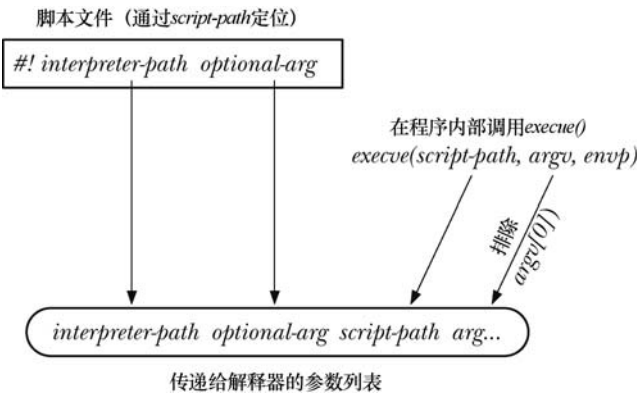 脚本文件（通过script-path定位）
#! interpreter-path optional-arg
在程序内部调用execue()
execve(script-path, argv, envp)
排除
argv[0](
interpreter-path optional-arg script-path arg...
传递给解释器的参数列表